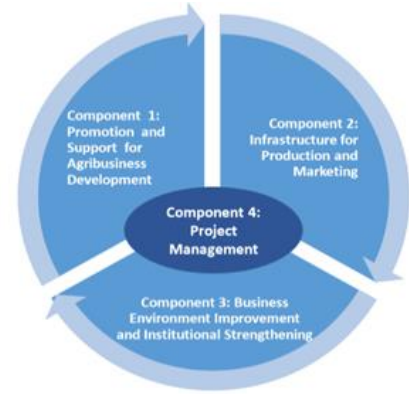 Component 1:
Promotion and
Support for
Agribusiness
Development
Component 2:
Infrastructure for
Production and
Marketing
Component 4:
Project
Management
Component 3: Business
Environment Improvement
and Institutional Strengthening